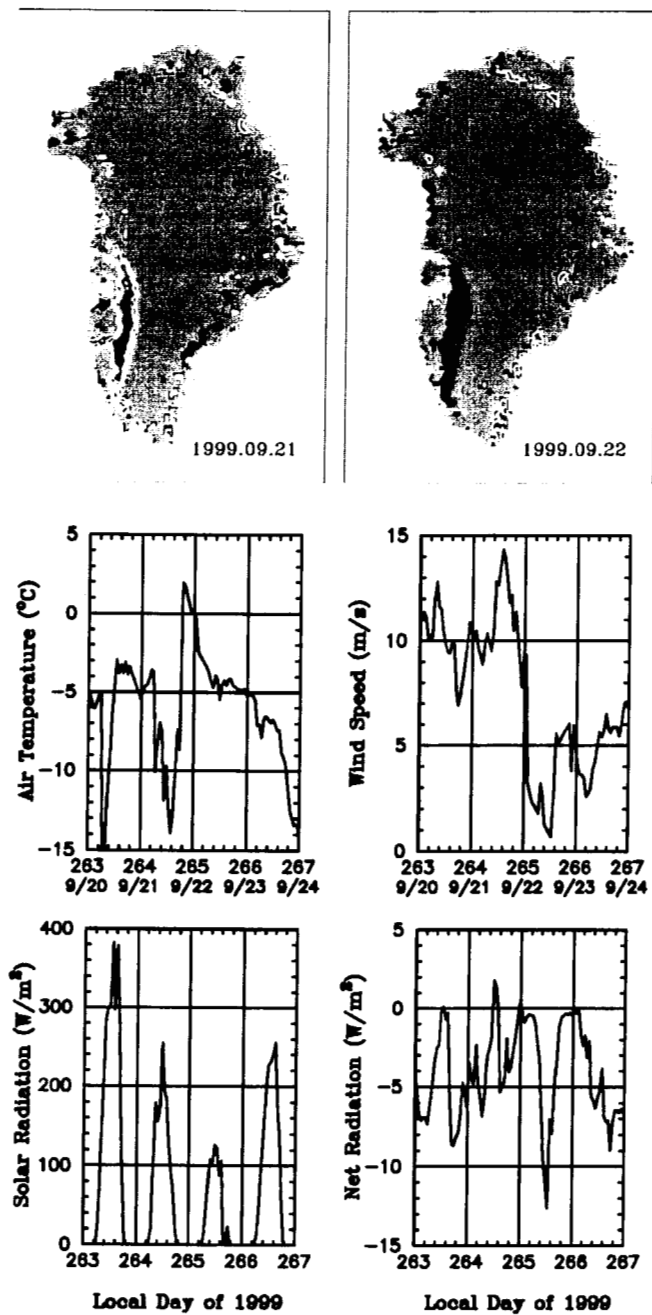 1999.09.21
1999.09.22
Air Temperature (°C)
5
0
−5
−10
−15
263 264 265 266 267
9/20 9/21 9/22 9/23 9/24
Wind Speed (m/s)
15
10
5
0
263 264 265 266 267
9/20 9/21 9/22 9/23 9/24
Solar Radiation (W/m²)
400
300
200
100
0
263 264 265 266 267
Local Day of 1999
Net Radiation (W/m²)
5
0
−5
−10
−15
263 264 265 266 267
Local Day of 1999